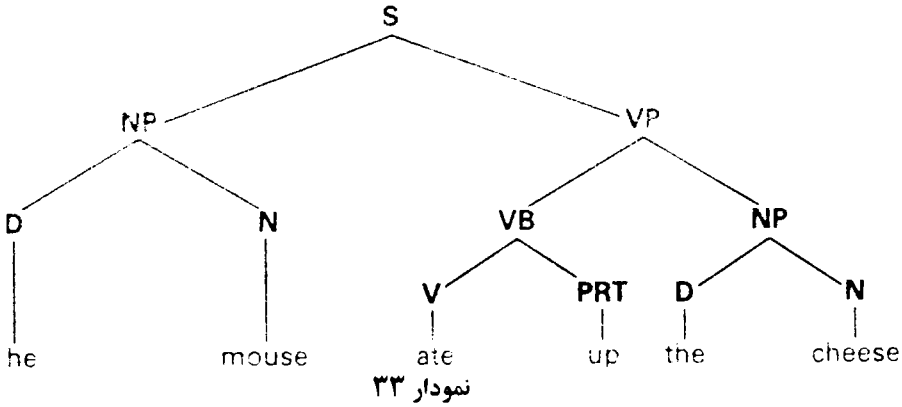 S
NP VP
D N VB NP
V PRT D N
he mouse ate up the cheese
نمودار ۳۳